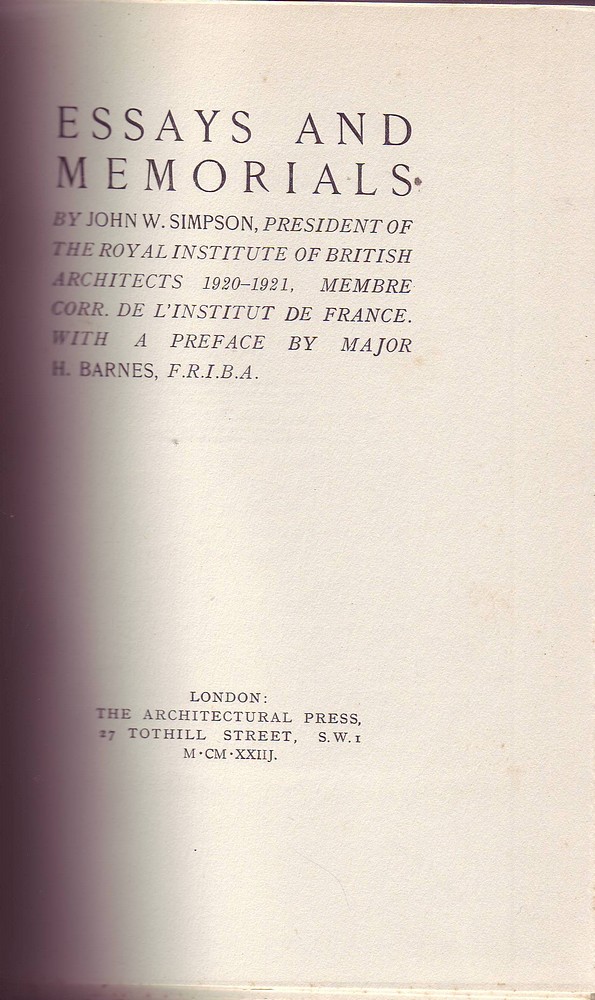 ESSAYS AND
MEMORIALS
BY JOHN W. SIMPSON, PRESIDENT OF
THE ROYAL INSTITUTE OF BRITISH
ARCHITECTS 1920–1921, MEMBRE
CORR. DE L'INSTITUT DE FRANCE.
WITH A PREFACE BY MAJOR
H. BARNES, F.R.I.B.A.
LONDON:
THE ARCHITECTURAL PRESS,
27 TOTHILL STREET, S.W.1
M·CM·XXIIJ.